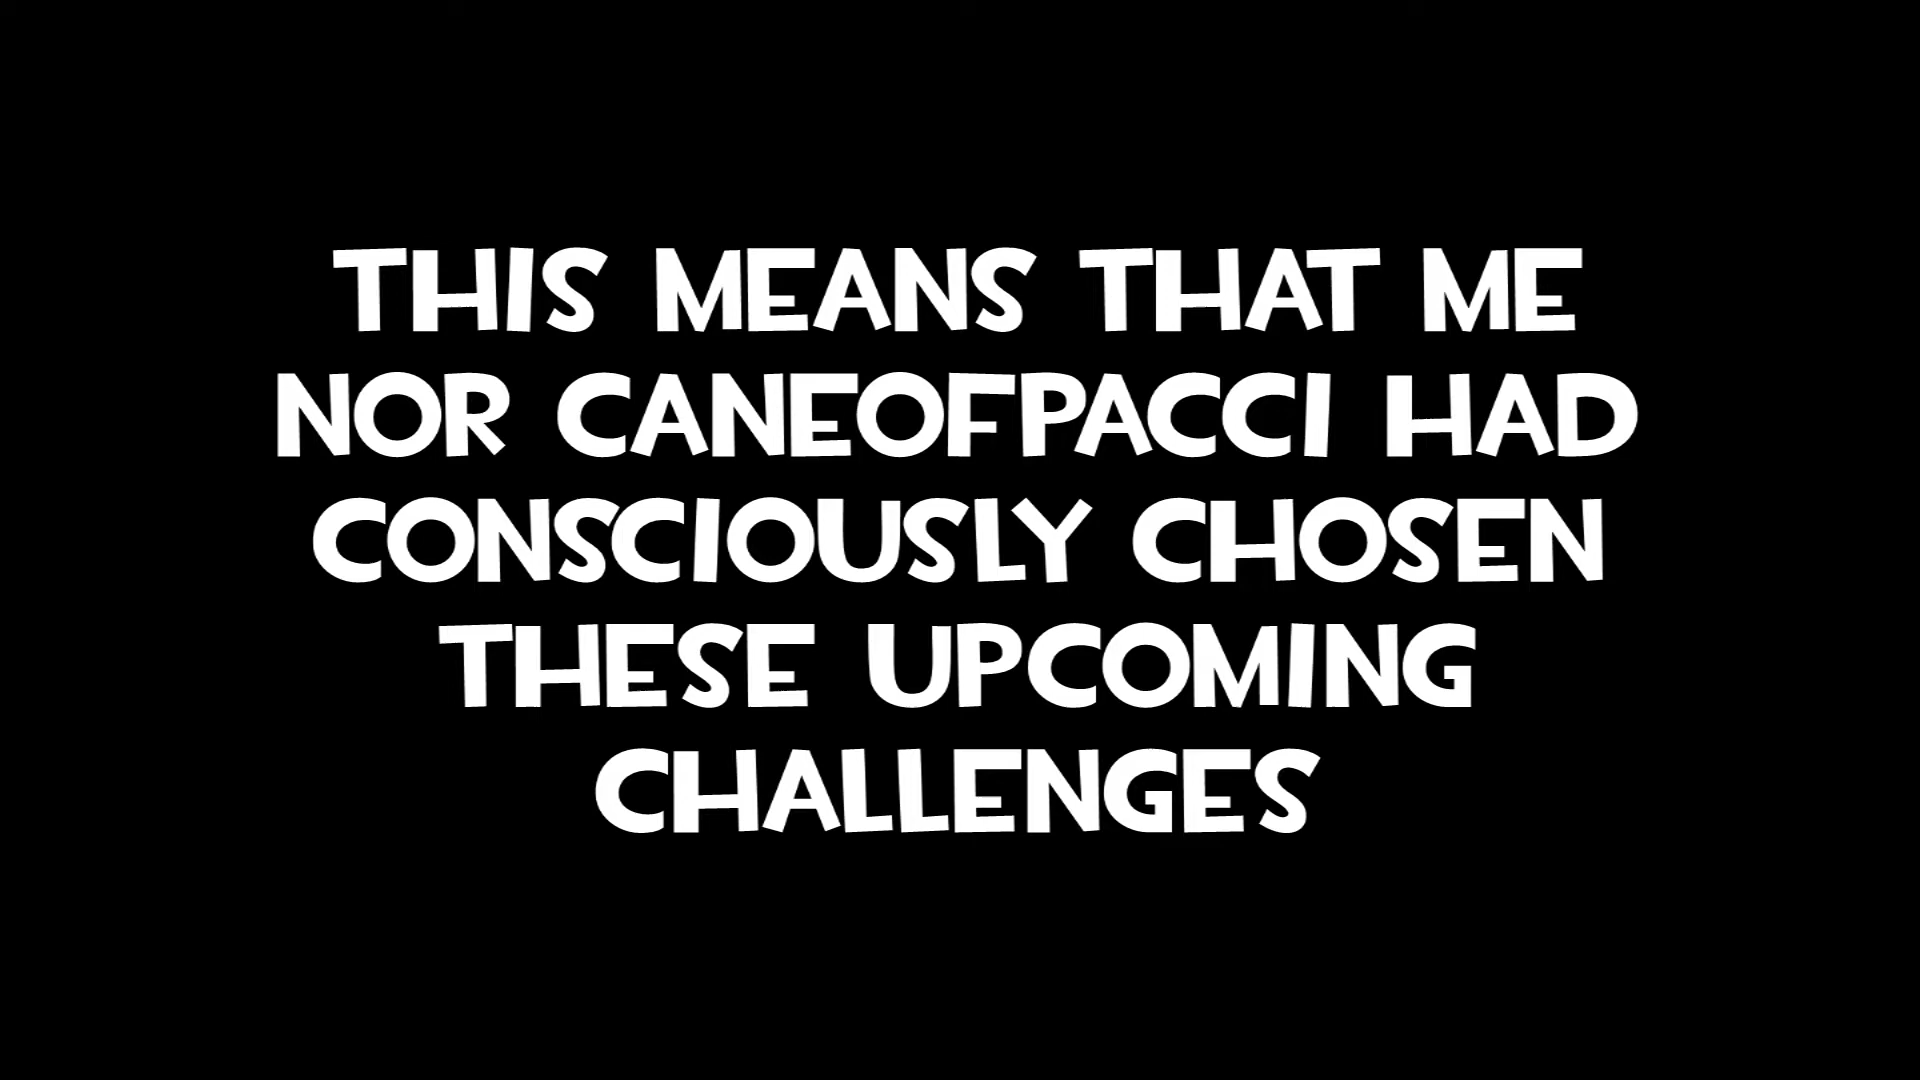 THIS MEANS THAT ME
NOR CANEOFPACCI HAD
CONSCIOUSLY CHOSEN
THESE UPCOMING
CHALLENGES